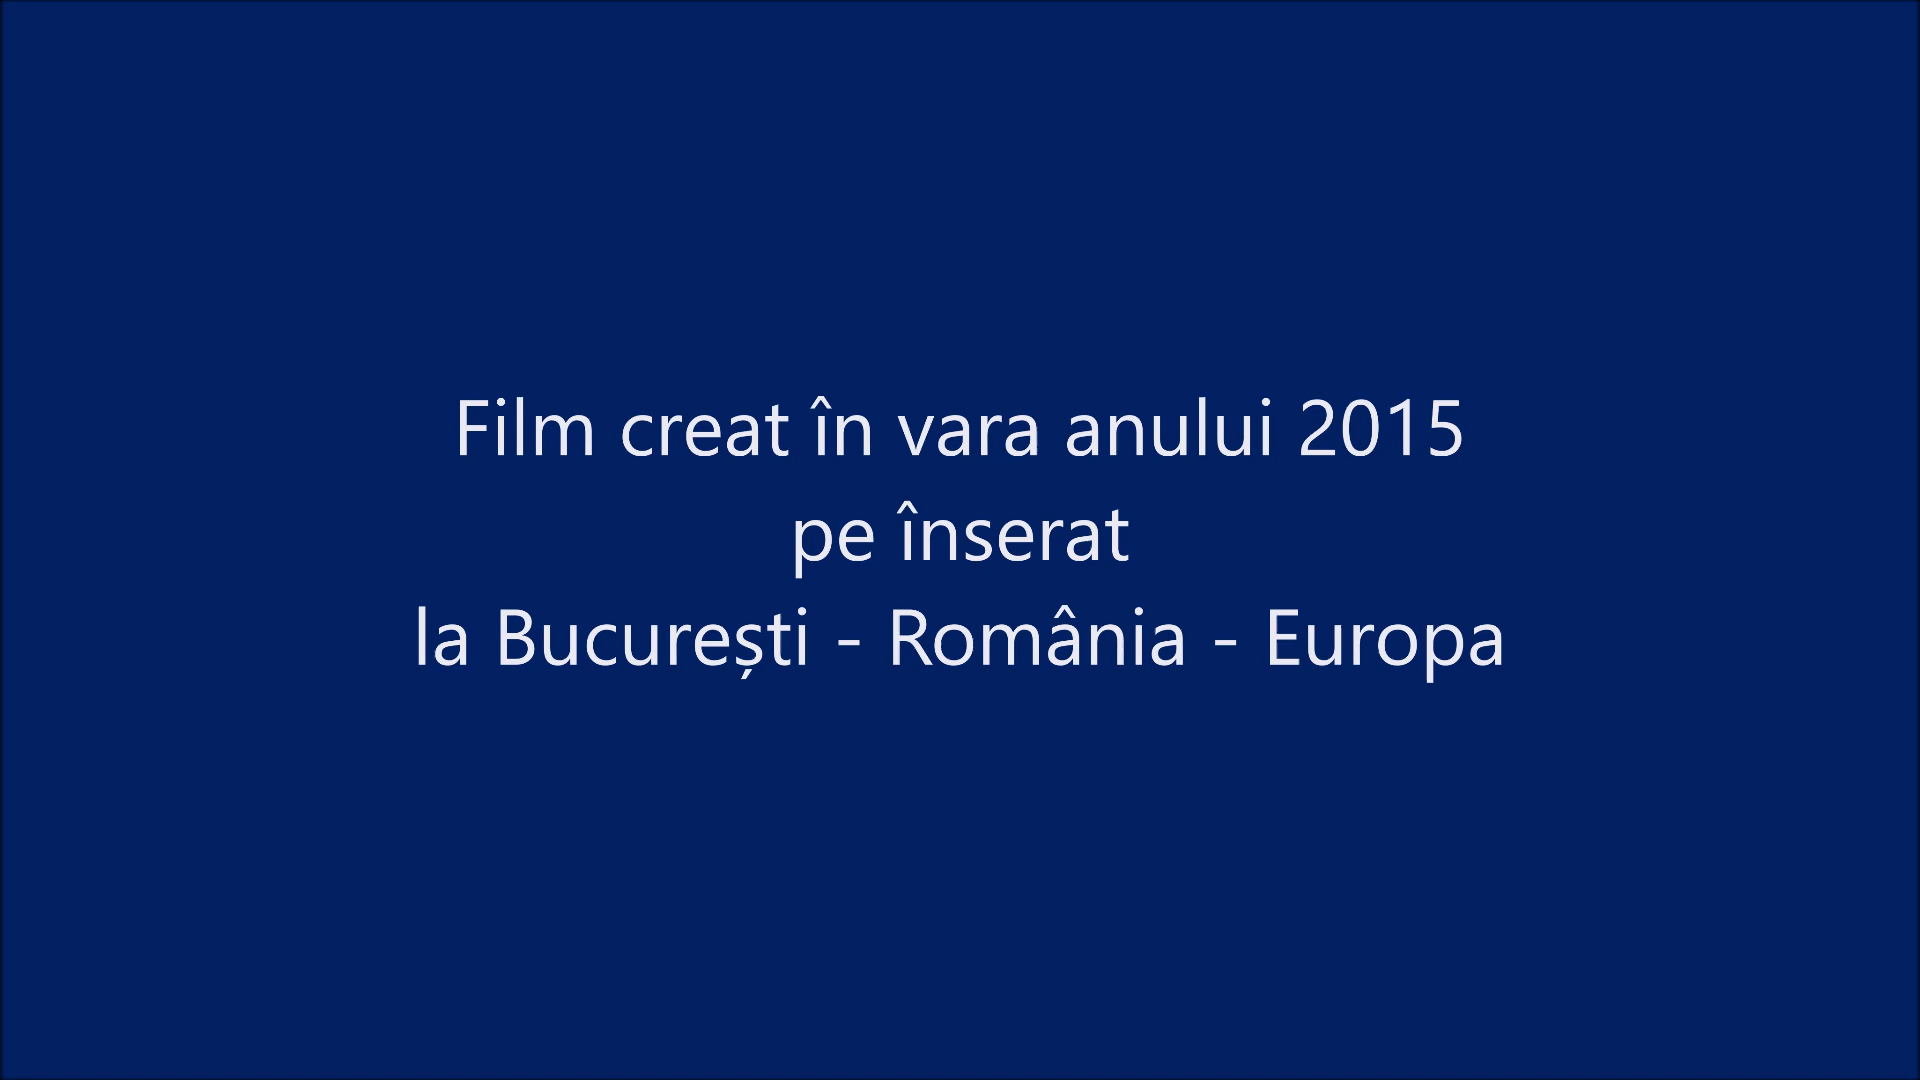 Film creat în vara anului 2015
pe înserat
la București - România - Europa